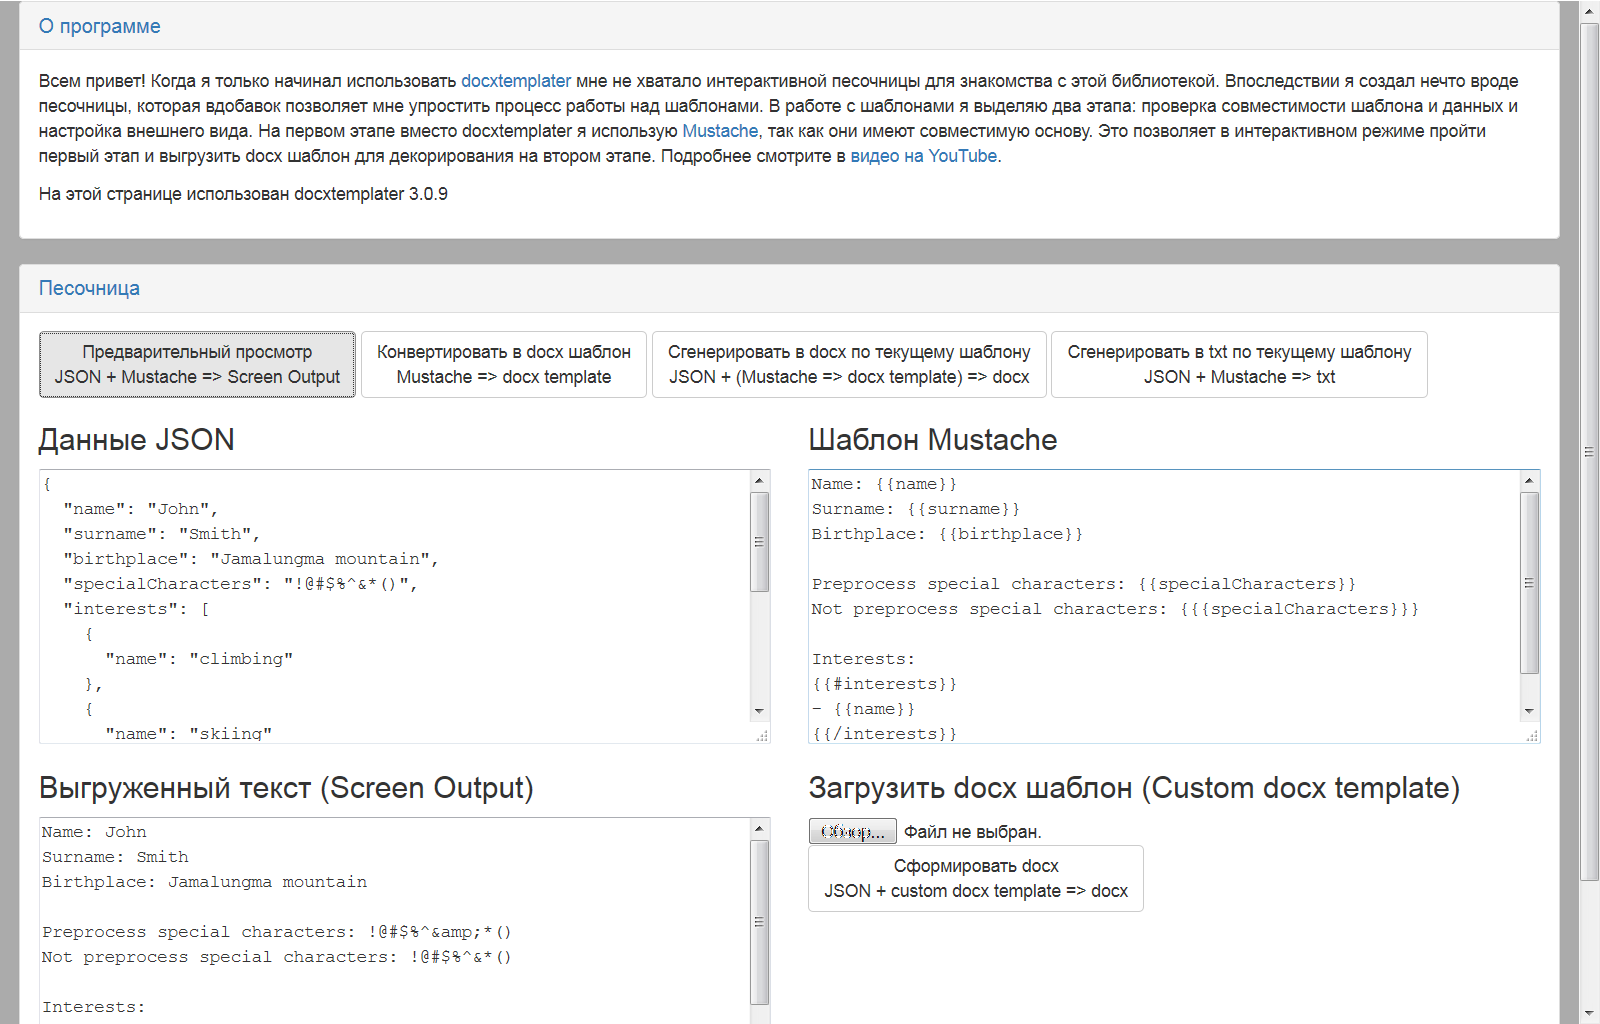 О программе
Всем привет! Когда я только начинал использовать docxtemplater мне не хватало интерактивной песочницы для знакомства с этой библиотекой. Впоследствии я создал нечто вроде
песочницы, которая вдобавок позволяет мне упростить процесс работы над шаблонами. В работе с шаблонами я выделяю два этапа: проверка совместимости шаблона и данных и
настройка внешнего вида. На первом этапе вместо docxtemplater я использую Mustache, так как они имеют совместимую основу. Это позволяет в интерактивном режиме пройти
первый этап и выгрузить docx шаблон для декорирования на втором этапе. Подробнее смотрите в видео на YouTube.
На этой странице использован docxtemplater 3.0.9
Песочница
Предварительный просмотр
JSON + Mustache => Screen Output
Конвертировать в docx шаблон
Mustache => docx template
Сгенерировать в docx по текущему шаблону
JSON + (Mustache => docx template) => docx
Сгенерировать в txt по текущему шаблону
JSON + Mustache => txt
Данные JSON
{
"name": "John",
"surname": "Smith",
"birthplace": "Jamalungma mountain",
"specialCharacters": "!@#$%^&*()",
"interests": [
{
"name": "climbing"
},
{
"name": "skiing"
Шаблон Mustache
Name: {{name}}
Surname: {{surname}}
Birthplace: {{birthplace}}
Preprocess special characters: {{specialCharacters}}
Not preprocess special characters: {{{specialCharacters}}}
Interests:
{{#interests}}
- {{name}}
{{/interests}}
Выгруженный текст (Screen Output)
Name: John
Surname: Smith
Birthplace: Jamalungma mountain
Preprocess special characters: !@#$%^&amp;*()
Not preprocess special characters: !@#$%^&*()
Interests:
Загрузить docx шаблон (Custom docx template)
Обзор... Файл не выбран.
Сформировать docx
JSON + custom docx template => docx